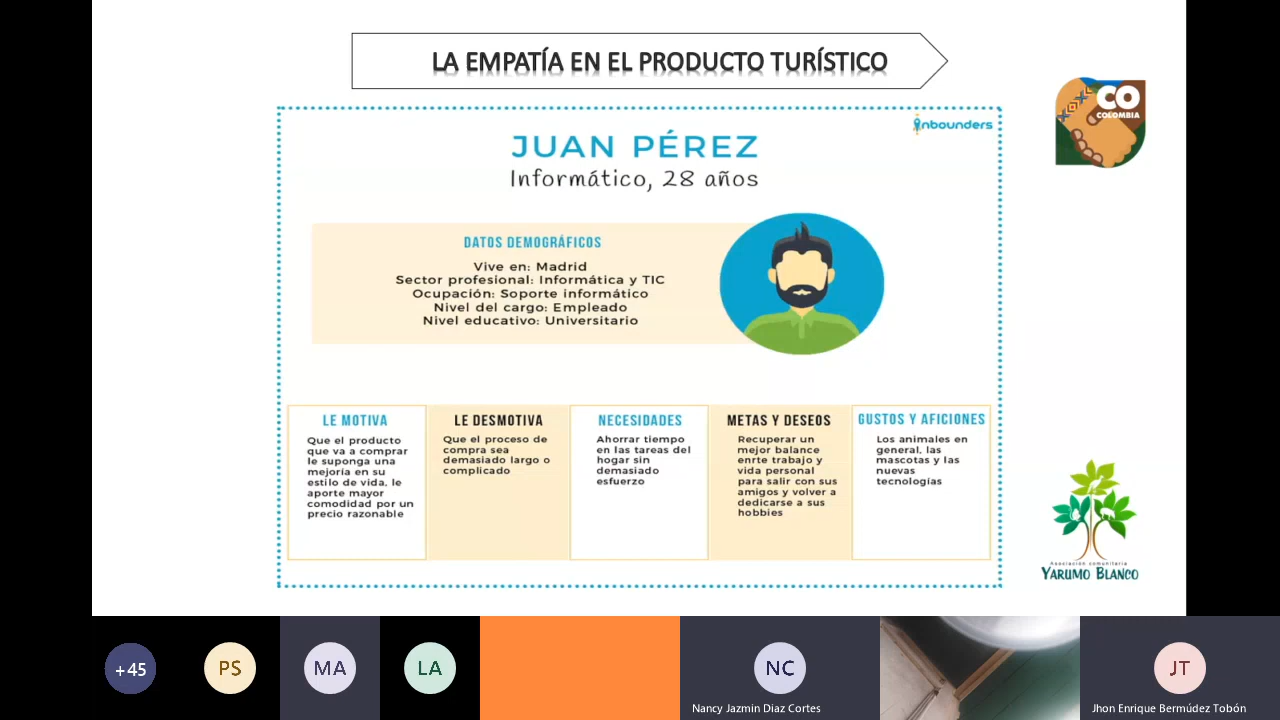 LA EMPATÍA EN EL PRODUCTO TURÍSTICO
inbounders
JUAN PÉREZ
Informático, 28 años
DATOS DEMOGRÁFICOS
Vive en: Madrid
Sector profesional: Informática y TIC
Ocupación: Soporte informático
Nivel del cargo: Empleado
Nivel educativo: Universitario
LE MOTIVA
Que el producto
que va a comprar
le suponga una
mejoría en su
estilo de vida, le
aporte mayor
comodidad por un
precio razonable
LE DESMOTIVA
Que el proceso de
compra sea
demasiado largo o
complicado
NECESIDADES
Ahorrar tiempo
en las tareas del
hogar sin
demasiado
esfuerzo
METAS Y DESEOS
Recuperar un
mejor balance
enrte trabajo y
vida personal
para salir con sus
amigos y volver a
dedicarse a sus
hobbies
GUSTOS Y AFICIONES
Los animales en
general, las
mascotas y las
nuevas
tecnologías
CO
COLOMBIA
Asociación comunitaria
YARUMO BLANCO
+45
PS
MA
LA
NC
Nancy Jazmin Diaz Cortes
JT
Jhon Enrique Bermúdez Tobón